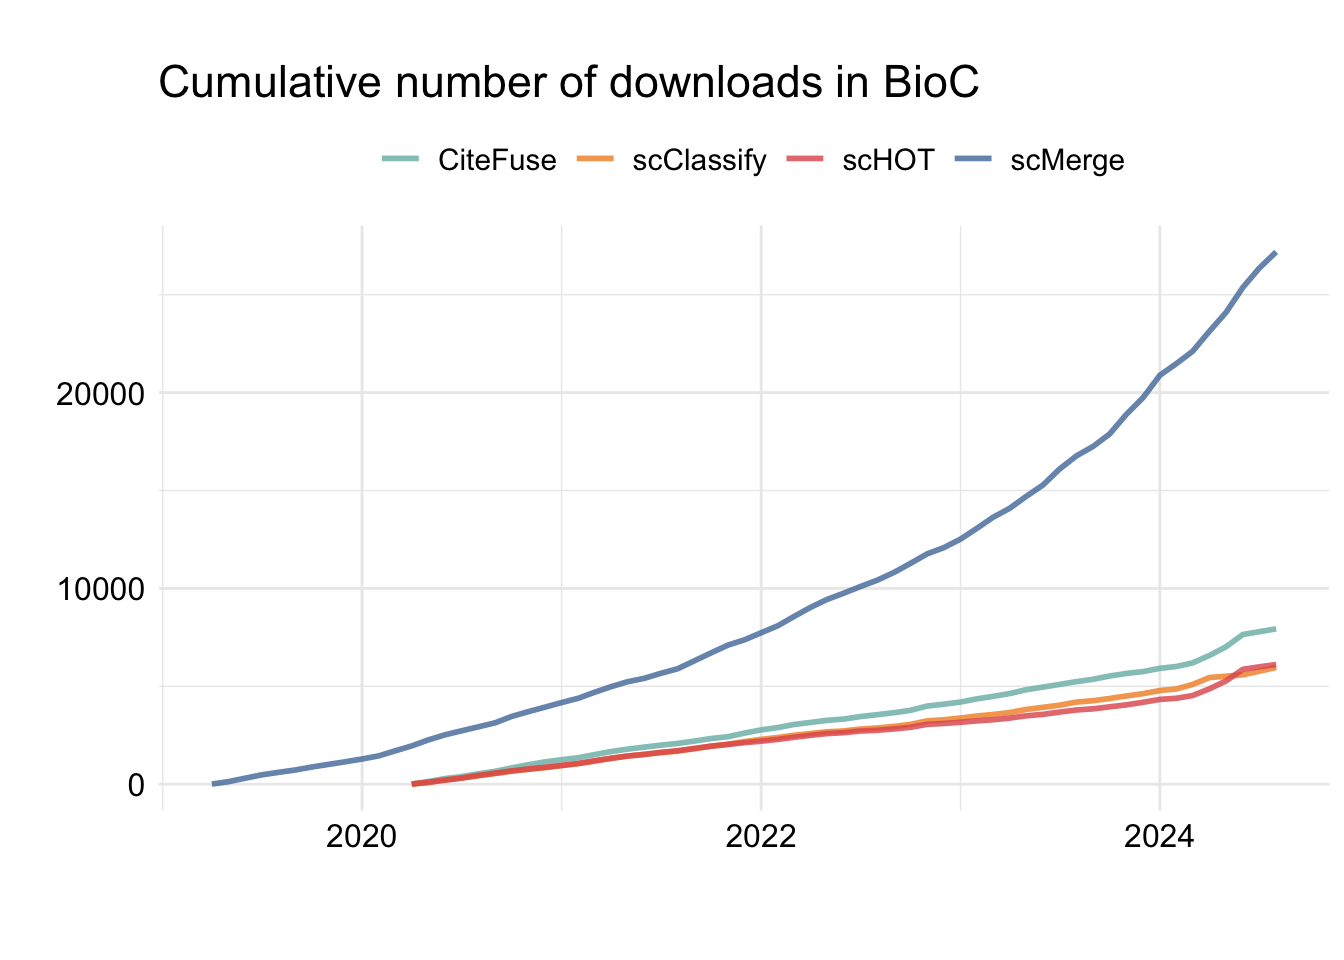 Cumulative number of downloads in BioC
CiteFuse scClassify scHOT scMerge
20000
10000
0
2020 2022 2024